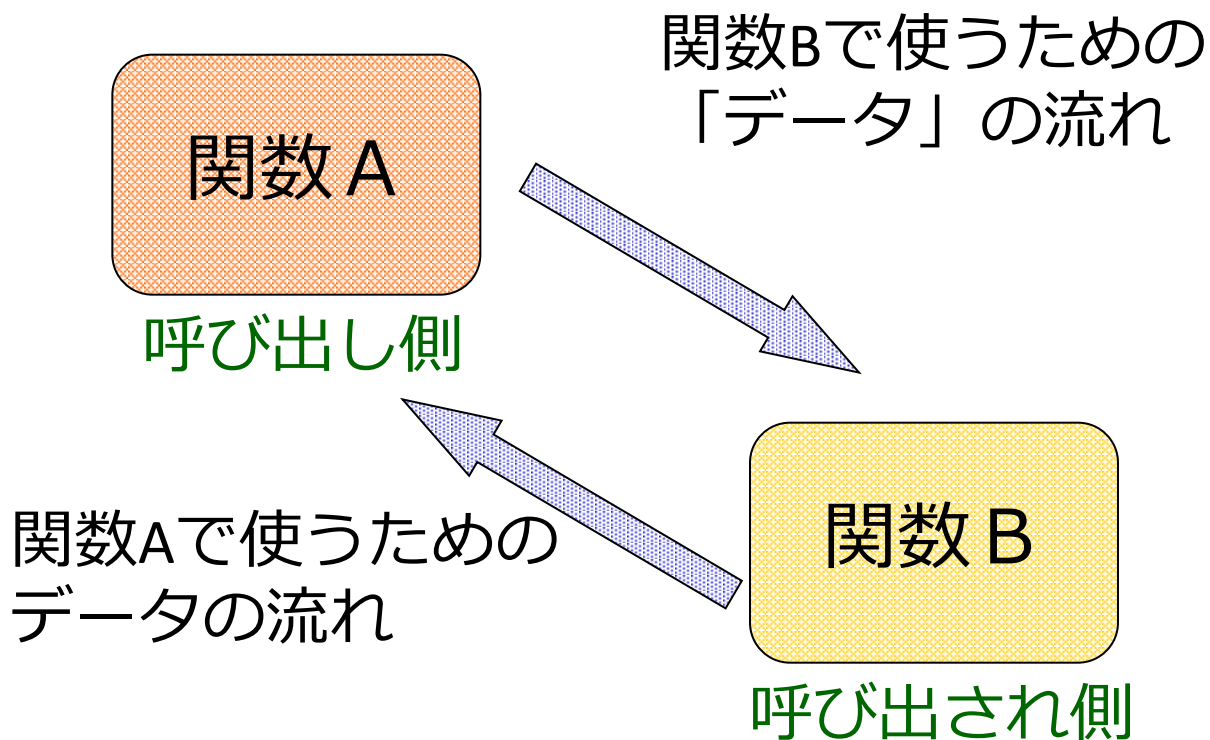 関数Bで使うための
「データ」の流れ
関数A
呼び出し側
関数Aで使うための
データの流れ
関数B
呼び出され側